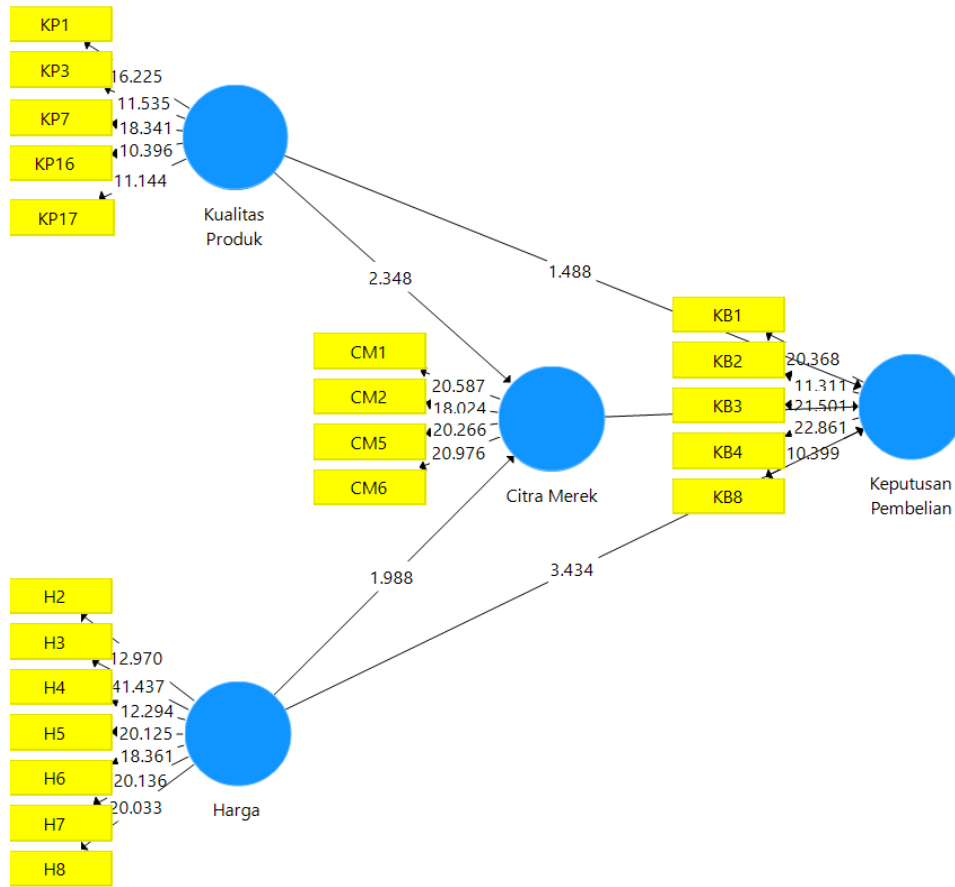 KP1
KP3
KP7
KP16
KP17
16.225
11.535
18.341
10.396
11.144
Kualitas
Produk
2.348
1.488
CM1
CM2
CM5
CM6
20.587
18.024
20.266
20.976
Citra Merek
KB1
KB2
KB3
KB4
KB8
20.368
11.311
21.501
22.861
10.399
Keputusan
Pembelian
1.988
3.434
H2
H3
H4
H5
H6
H7
H8
12.970
41.437
12.294
20.125
18.361
20.136
20.033
Harga